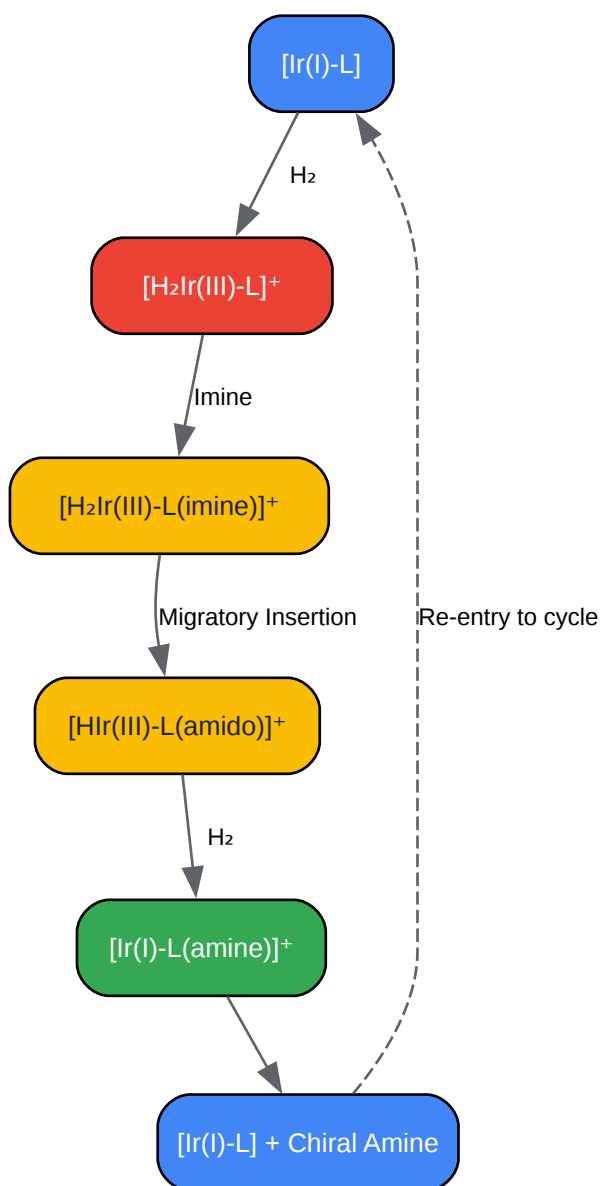 [Ir(I)-L]
H₂
[H₂Ir(III)-L]⁺
Imine
[H₂Ir(III)-L(imine)]⁺
Migratory Insertion
Re-entry to cycle
[HIr(III)-L(amido)]⁺
H₂
[Ir(I)-L(amine)]⁺
[Ir(I)-L] + Chiral Amine